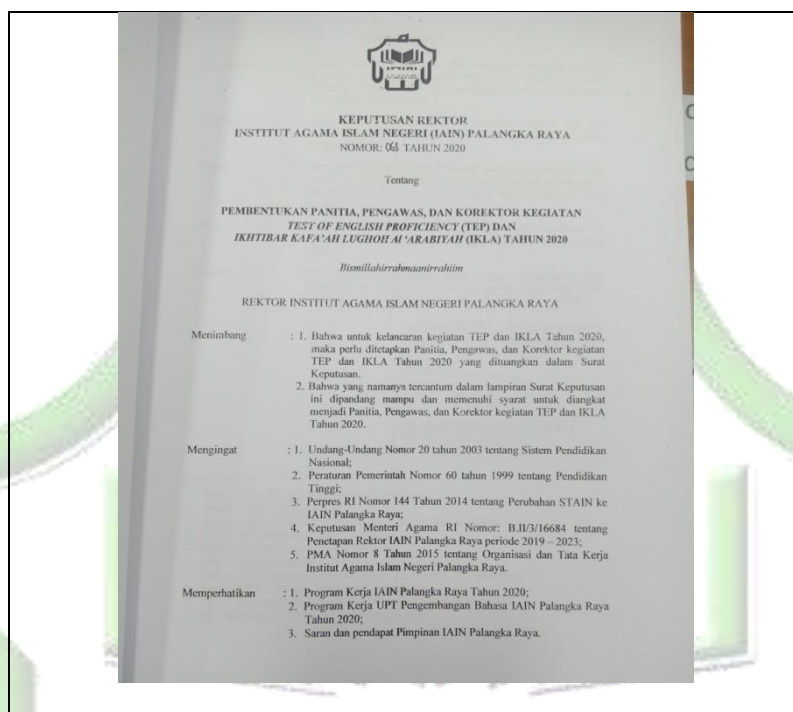 KEPUTUSAN REKTOR
INSTITUT AGAMA ISLAM NEGERI (IAIN) PALANGKA RAYA
NOMOR: 061 TAHUN 2020
Tentang
PEMBENTUKAN PANITIA, PENGAWAS, DAN KOREKTOR KEGIATAN
TEST OF ENGLISH PROFICIENCY (TEP) DAN
IKHTIBAR KAFA'AH LUGHOH Al 'ARABIYAH (IKLA) TAHUN 2020
Bismillahirrahmaanirrahiim
REKTOR INSTITUT AGAMA ISLAM NEGERI PALANGKA RAYA
Menimbang : 1. Bahwa untuk kelancaran kegiatan TEP dan IKLA Tahun 2020,
maka perlu ditetapkan Panitia, Pengawas, dan Korektor kegiatan
TEP dan IKLA Tahun 2020 yang dituangkan dalam Surat
Keputusan.
2. Bahwa yang namanya tercantum dalam lampiran Surat Keputusan
ini dipandang mampu dan memenuhi syarat untuk diangkat
menjadi Panitia, Pengawas, dan Korektor kegiatan TEP dan IKLA
Tahun 2020.
Mengingat : 1. Undang-Undang Nomor 20 tahun 2003 tentang Sistem Pendidikan
Nasional;
2. Peraturan Pemerintah Nomor 60 tahun 1999 tentang Pendidikan
Tinggi;
3. Perpres RI Nomor 144 Tahun 2014 tentang Perubahan STAIN ke
IAIN Palangka Raya;
4. Keputusan Menteri Agama RI Nomor: B.II/3/16684 tentang
Penetapan Rektor IAIN Palangka Raya periode 2019 – 2023;
5. PMA Nomor 8 Tahun 2015 tentang Organisasi dan Tata Kerja
Institut Agama Islam Negeri Palangka Raya.
Memperhatikan : 1. Program Kerja IAIN Palangka Raya Tahun 2020;
2. Program Kerja UPT Pengembangan Bahasa IAIN Palangka Raya
Tahun 2020;
3. Saran dan pendapat Pimpinan IAIN Palangka Raya.